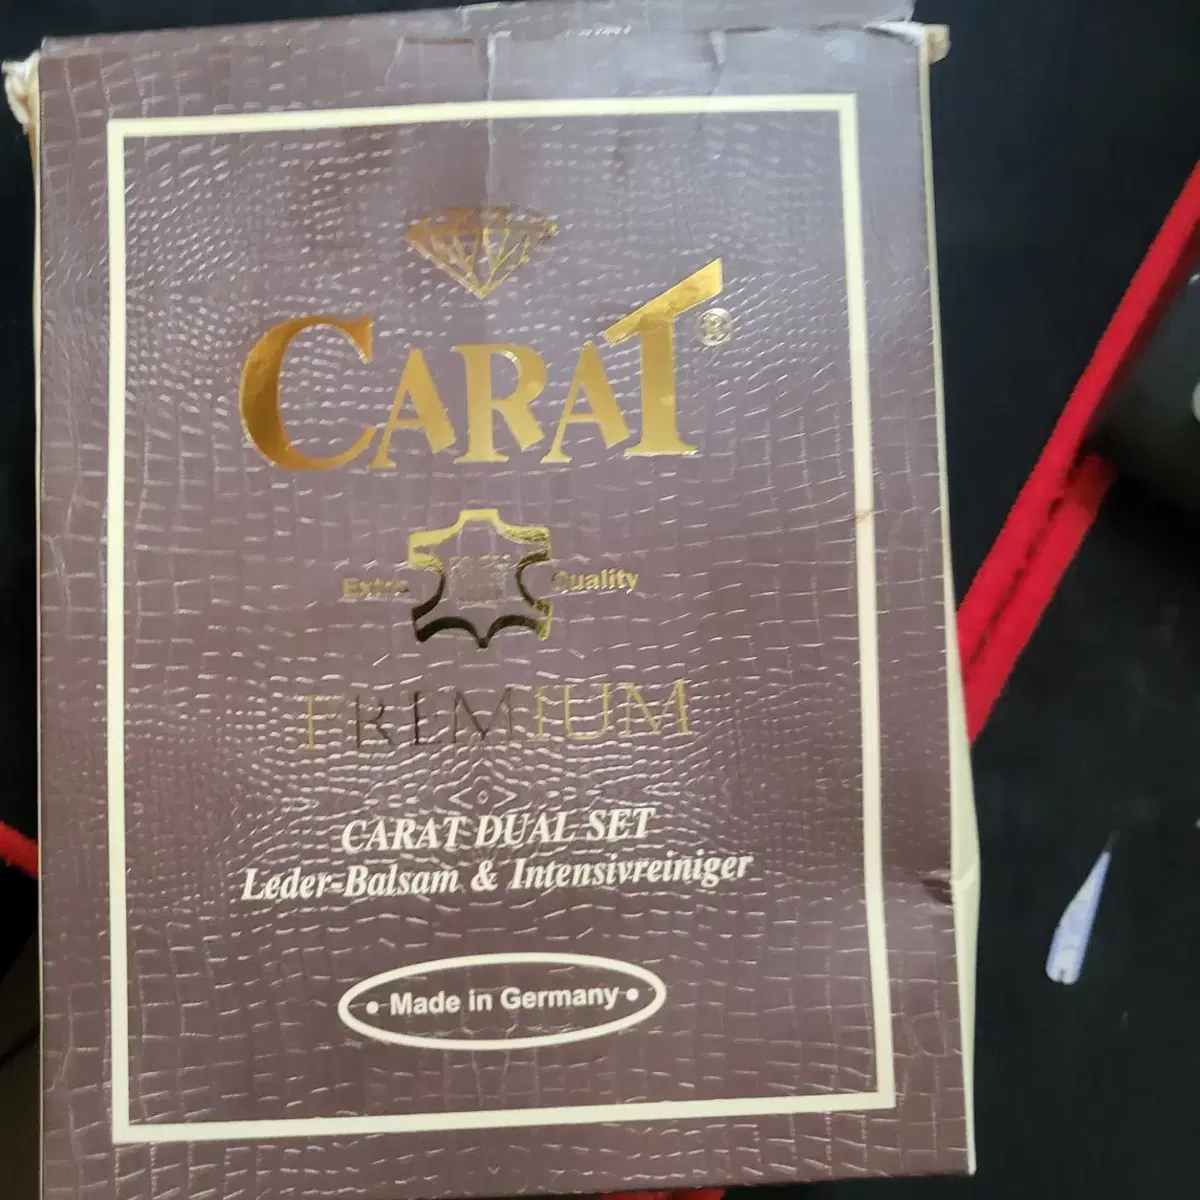 CARAT®
Extra Quality
PREMIUM
CARAT DUAL SET
Leder-Balsam & Intensivreiniger
• Made in Germany •